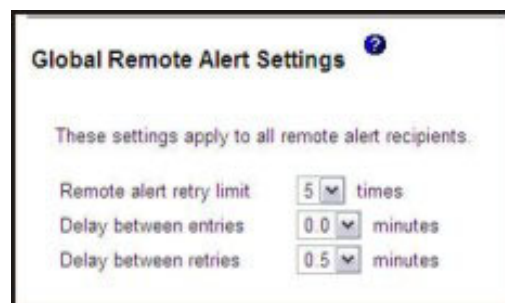 Global Remote Alert Settings ?
These settings apply to all remote alert recipients.
Remote alert retry limit 5 times
Delay between entries 0.0 minutes
Delay between retries 0.5 minutes